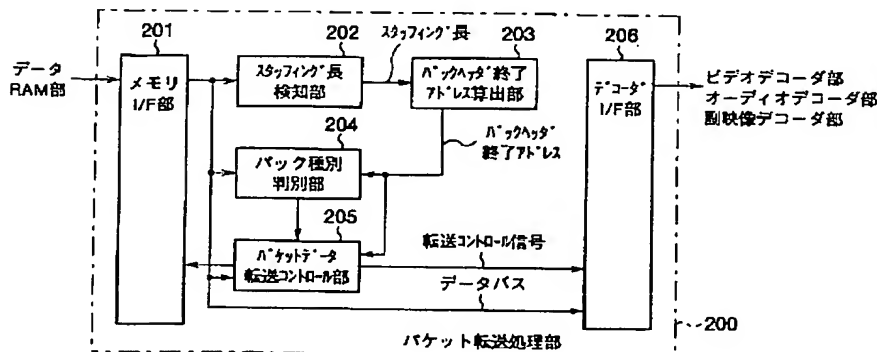 201
202
スタッフィング長
203
206
データ
RAM部
メモリ
I/F部
スタッフィング長
検知部
パックヘッダ終了
アドレス算出部
デコーダ
I/F部
ビデオデコーダ部
オーディオデコーダ部
副映像デコーダ部
204
パック種別
判別部
パックヘッダ
終了アドレス
205
パケットデータ
転送コントロール部
転送コントロール信号
データバス
パケット転送処理部
200